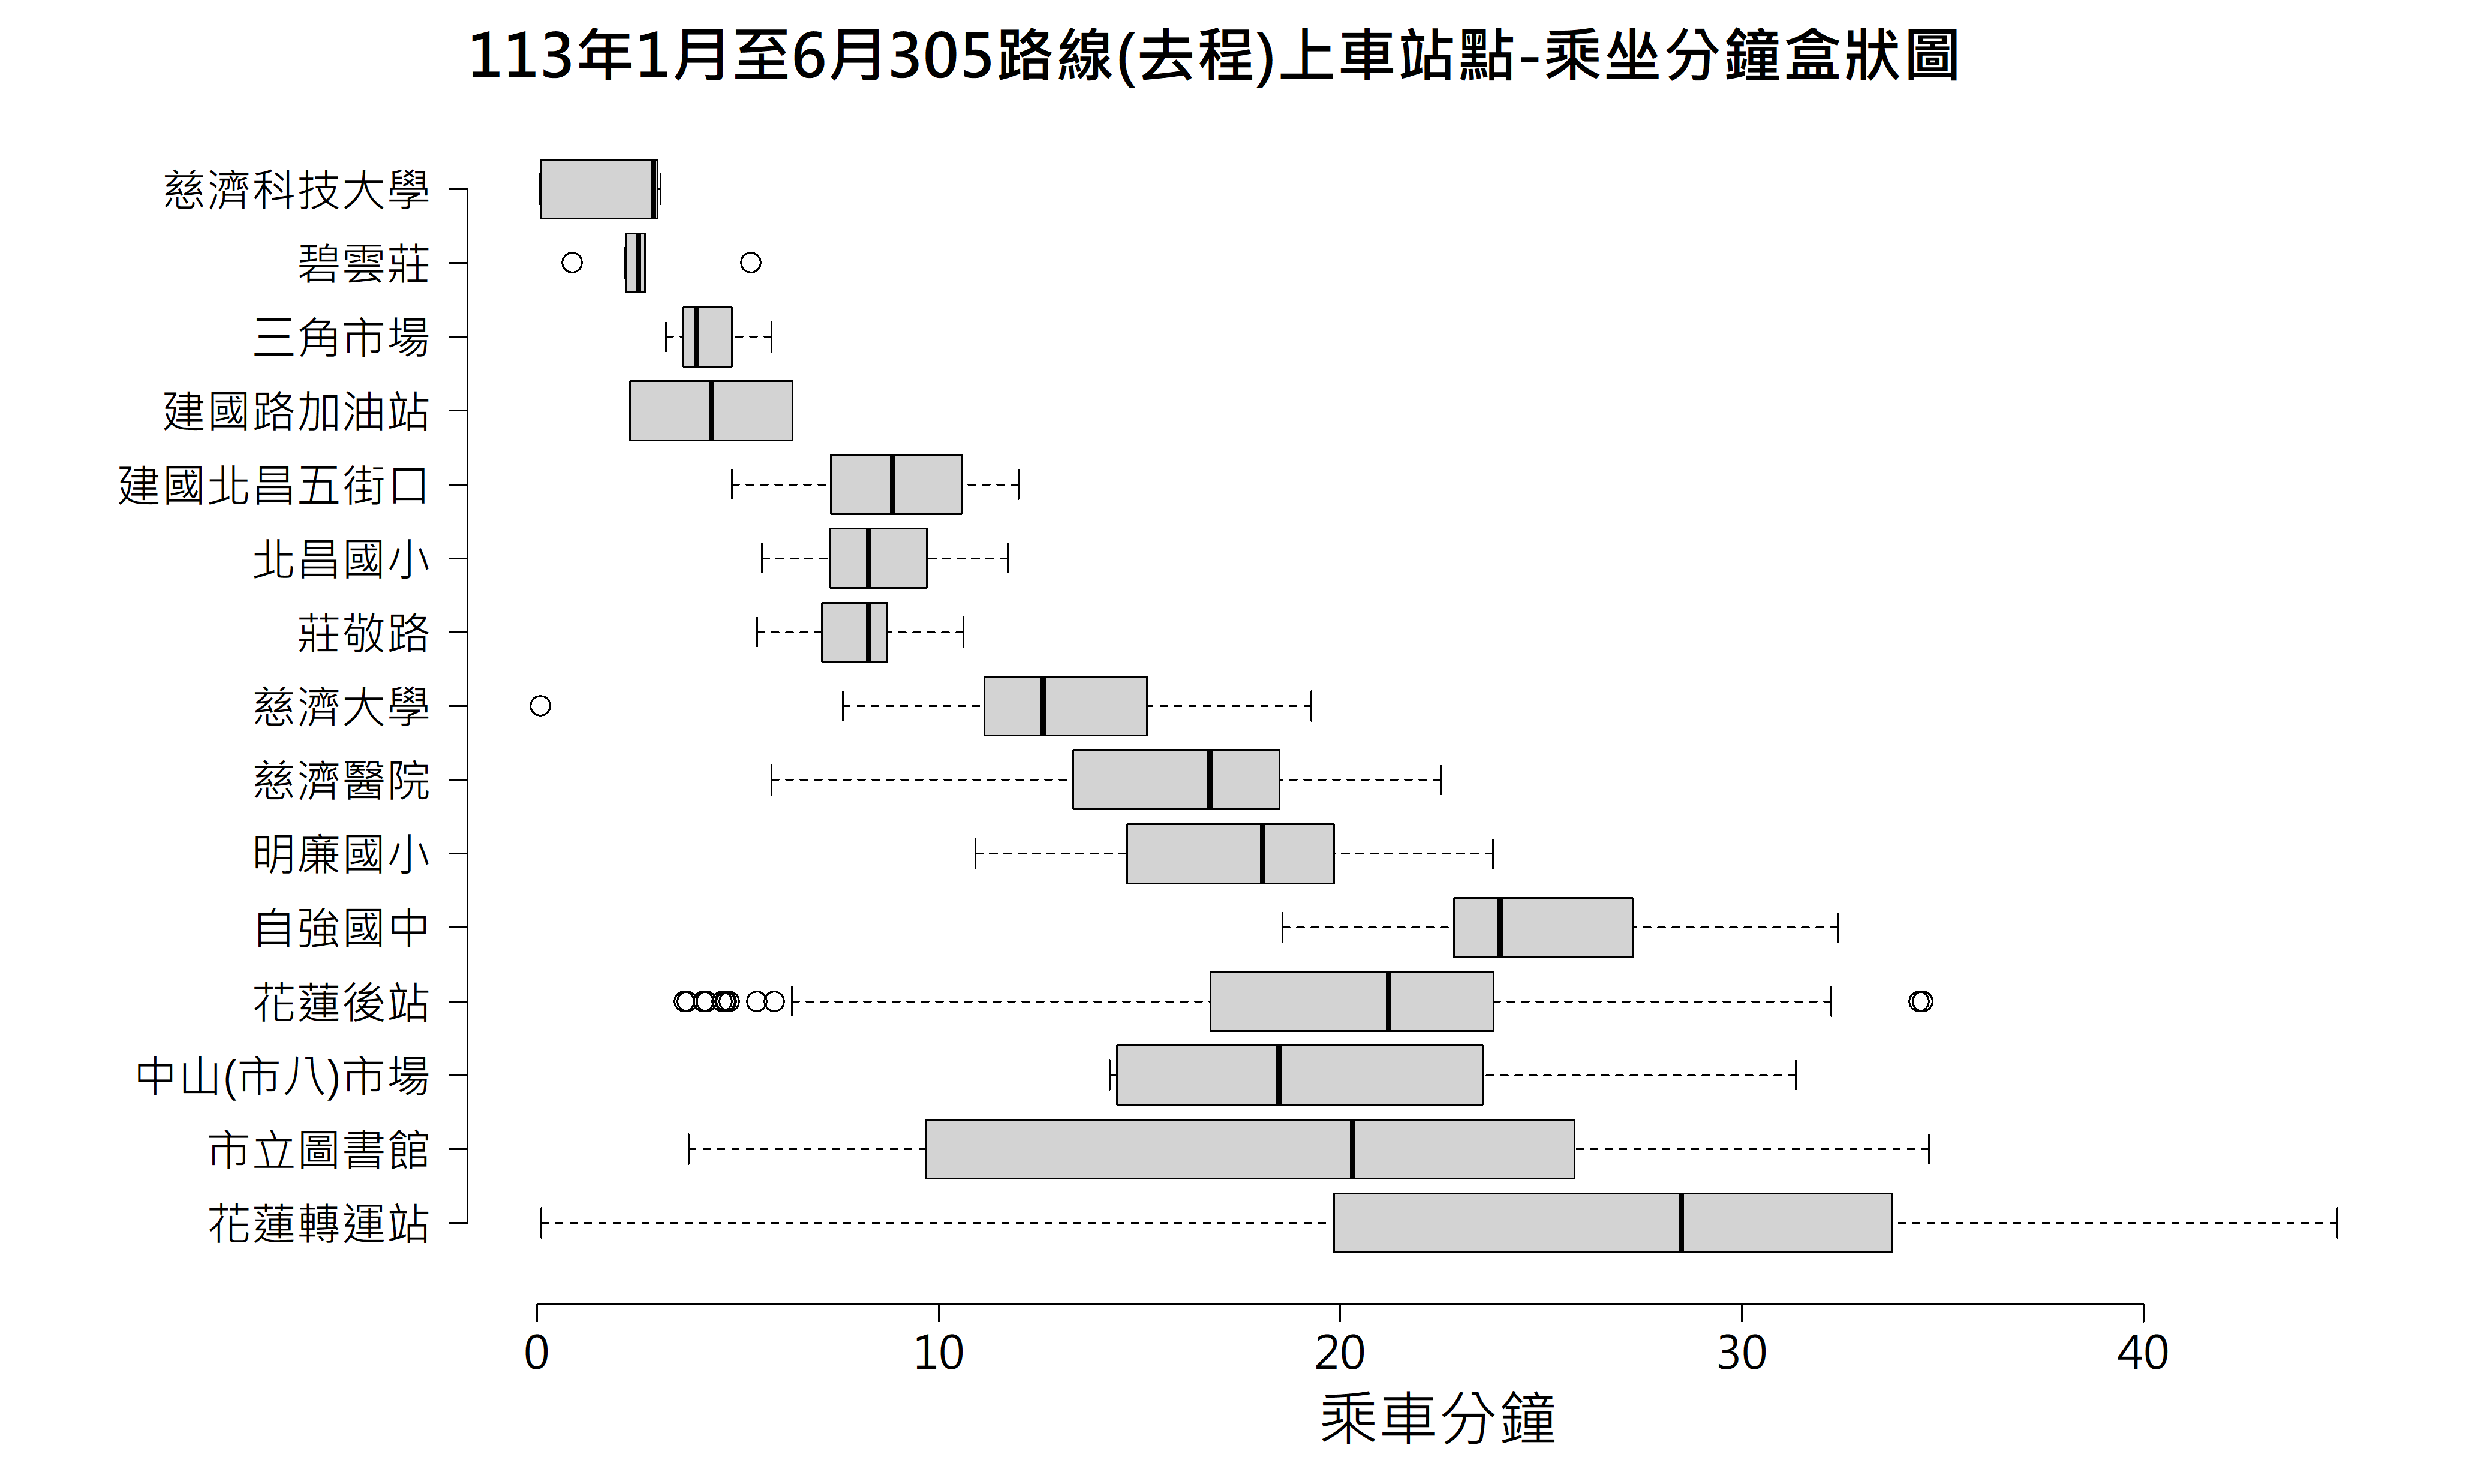 113年1月至6月305路線(去程)上車站點-乘坐分鐘盒狀圖
慈濟科技大學
碧雲莊
三角市場
建國路加油站
建國北昌五街口
北昌國小
莊敬路
慈濟大學
慈濟醫院
明廉國小
自強國中
花蓮後站
中山(市八)市場
市立圖書館
花蓮轉運站
0 10 20 30 40
乘車分鐘